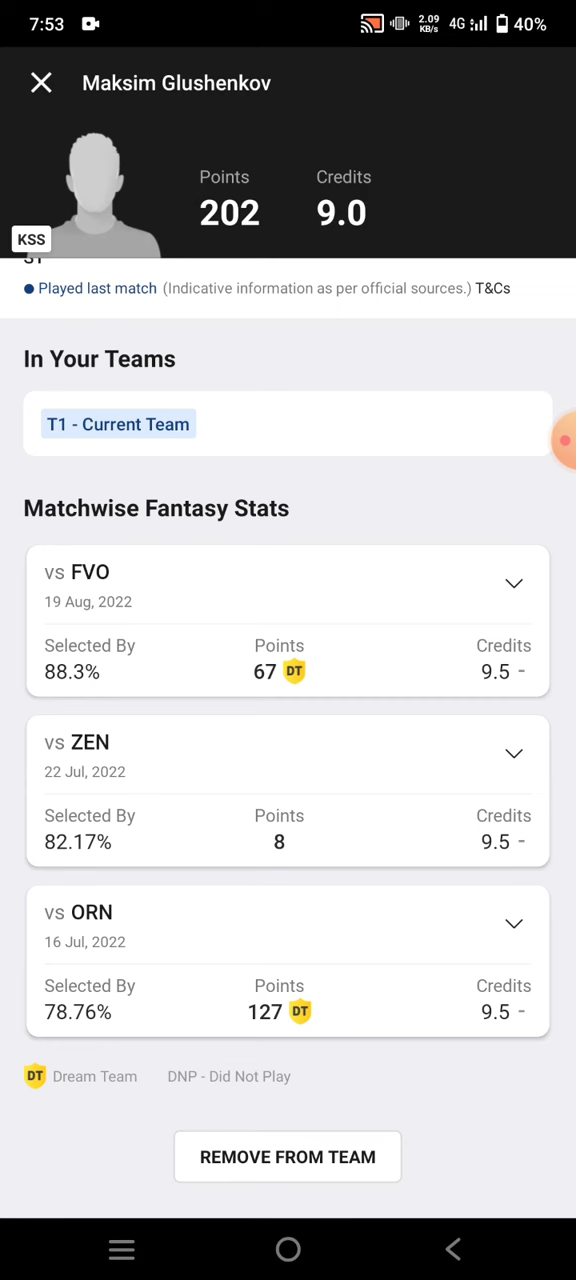 7:53 2.09 KB/s 4G 40%
Maksim Glushenkov
Points Credits
202 9.0
KSS
ST
Played last match (Indicative information as per official sources.) T&Cs
In Your Teams
T1 - Current Team
Matchwise Fantasy Stats
vs FVO
19 Aug, 2022
Selected By Points Credits
88.3% 67 DT 9.5 -
vs ZEN
22 Jul, 2022
Selected By Points Credits
82.17% 8 9.5 -
vs ORN
16 Jul, 2022
Selected By Points Credits
78.76% 127 DT 9.5 -
DT Dream Team DNP - Did Not Play
REMOVE FROM TEAM